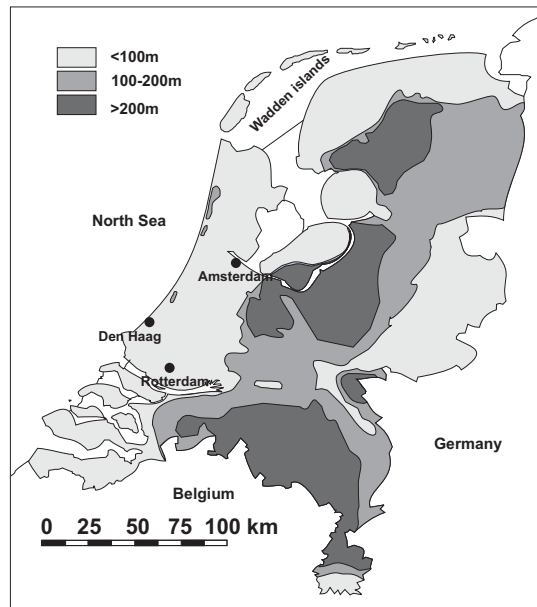 <100m
100-200m
>200m
Wadden islands
North Sea
Amsterdam
Den Haag
Rotterdam
Germany
Belgium
0 25 50 75 100 km